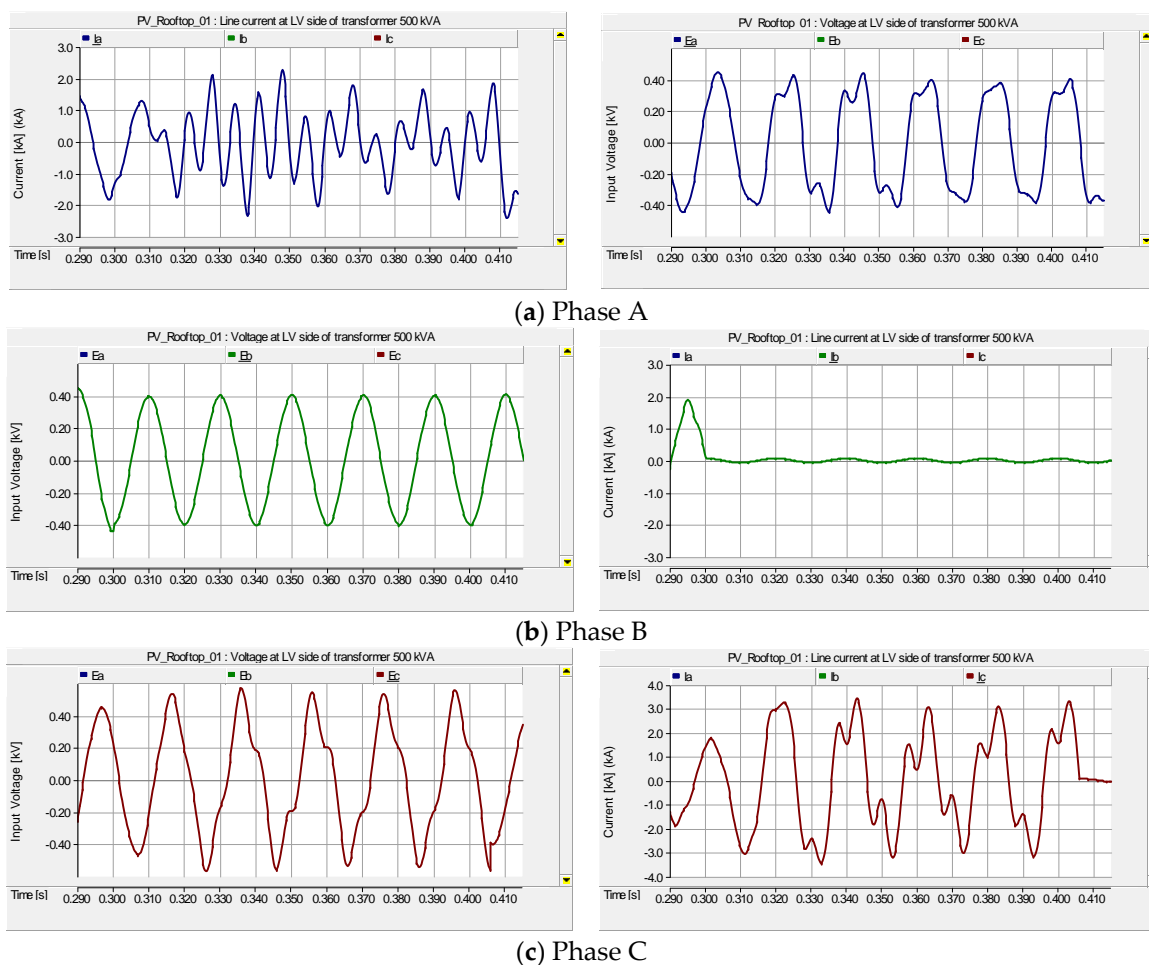 PV_Rooftop_01 : Line current at LV side of transformer 500 kVA
Ia Ib Ic
Current [kA] (kA)
3.0
2.0
1.0
0.0
-1.0
-2.0
-3.0
Time [s] 0.290 0.300 0.310 0.320 0.330 0.340 0.350 0.360 0.370 0.380 0.390 0.400 0.410
PV_Rooftop_01 : Voltage at LV side of transformer 500 kVA
Ea Eb Ec
Input Voltage [kV]
0.40
0.20
0.00
-0.20
-0.40
Time [s] 0.290 0.300 0.310 0.320 0.330 0.340 0.350 0.360 0.370 0.380 0.390 0.400 0.410
(a) Phase A
PV_Rooftop_01 : Voltage at LV side of transformer 500 kVA
Ea Eb Ec
Input Voltage [kV]
0.40
0.20
0.00
-0.20
-0.40
Time [s] 0.290 0.300 0.310 0.320 0.330 0.340 0.350 0.360 0.370 0.380 0.390 0.400 0.410
PV_Rooftop_01 : Line current at LV side of transformer 500 kVA
Ia Ib Ic
Current [kA] (kA)
3.0
2.0
1.0
0.0
-1.0
-2.0
-3.0
Time [s] 0.290 0.300 0.310 0.320 0.330 0.340 0.350 0.360 0.370 0.380 0.390 0.400 0.410
(b) Phase B
PV_Rooftop_01 : Voltage at LV side of transformer 500 kVA
Ea Eb Ec
Input Voltage [kV]
0.40
0.20
0.00
-0.20
-0.40
Time [s] 0.290 0.300 0.310 0.320 0.330 0.340 0.350 0.360 0.370 0.380 0.390 0.400 0.410
PV_Rooftop_01 : Line current at LV side of transformer 500 kVA
Ia Ib Ic
Current [kA] (kA)
4.0
3.0
2.0
1.0
0.0
-1.0
-2.0
-3.0
-4.0
Time [s] 0.290 0.300 0.310 0.320 0.330 0.340 0.350 0.360 0.370 0.380 0.390 0.400 0.410
(c) Phase C